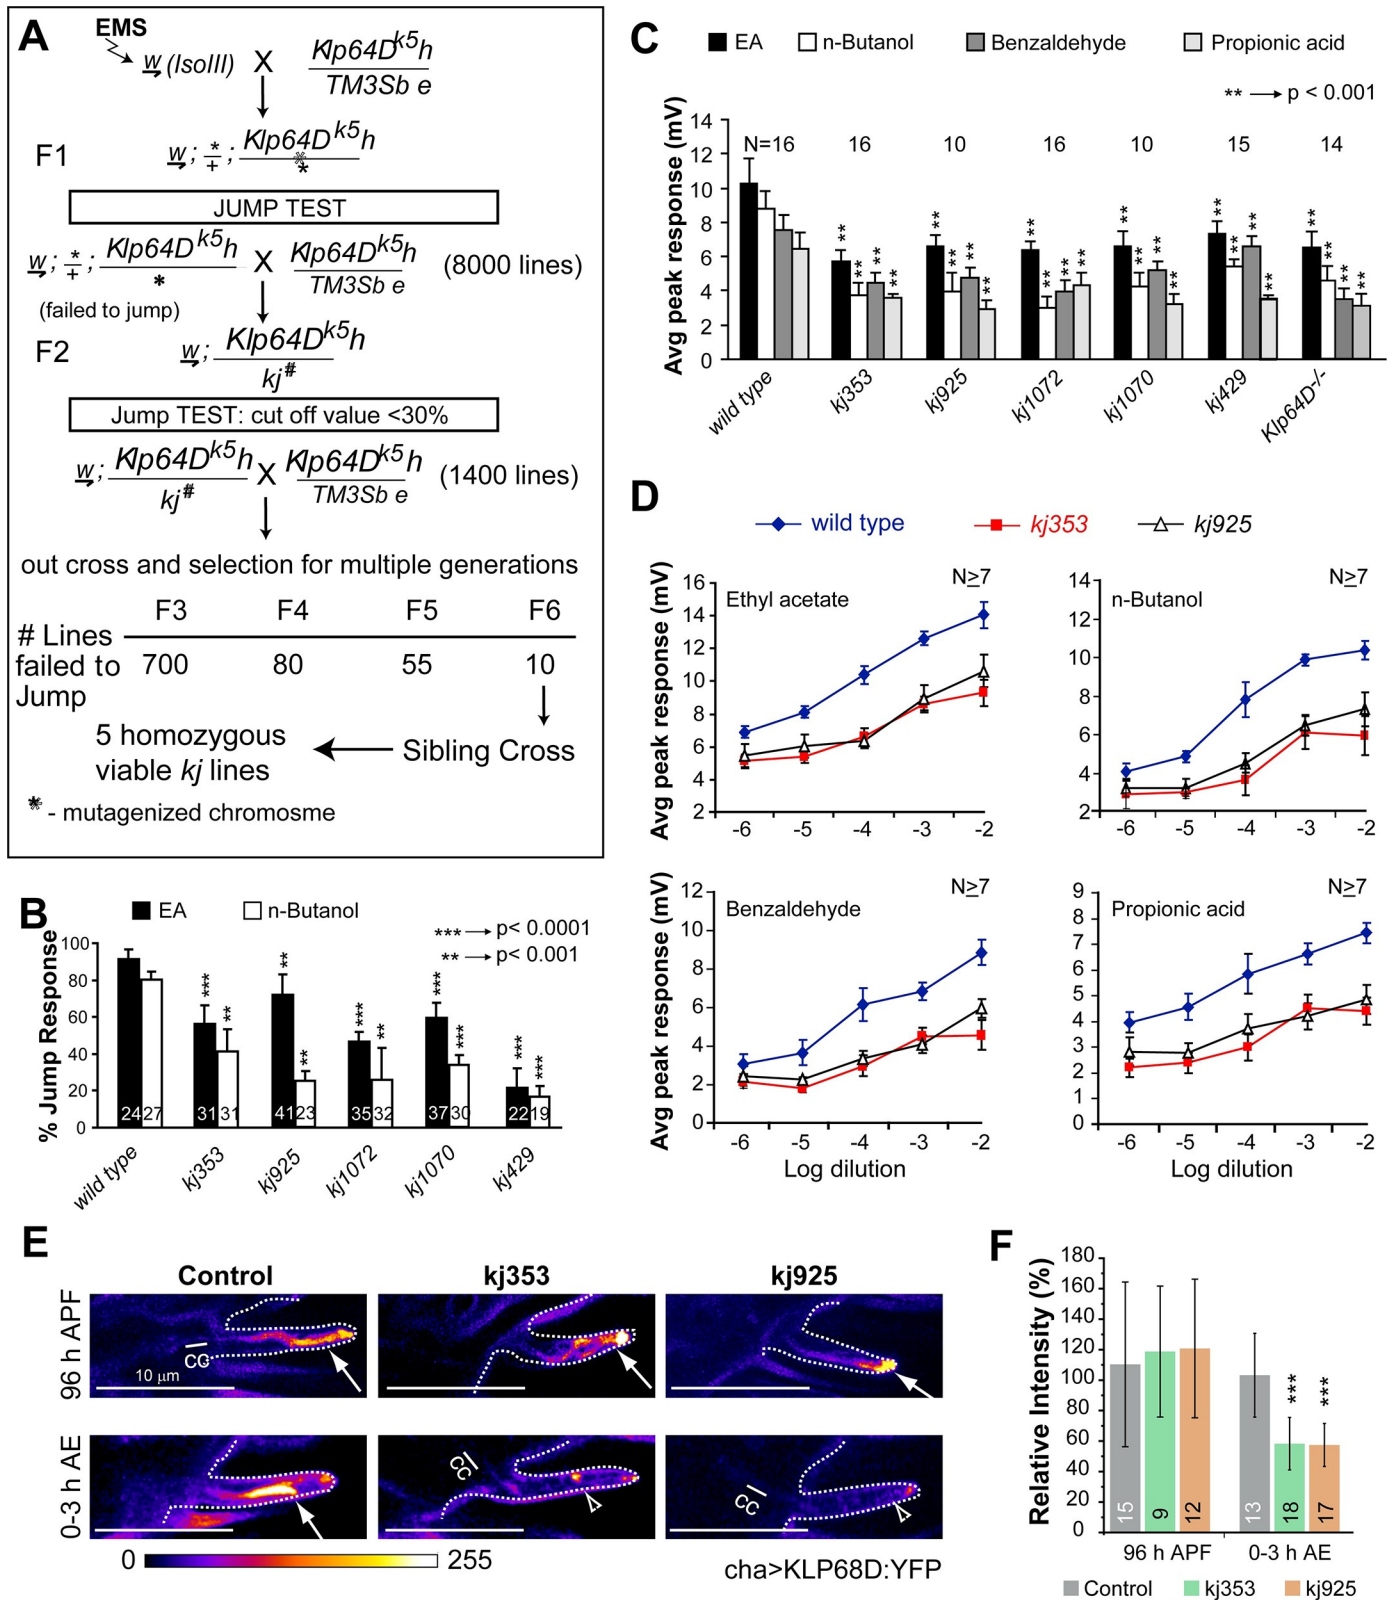 A
EMS
w (IsoIII) X Klp64D^k5 h
TM3Sb e
F1
w ; * ; Klp64D^k5 h
+ *
JUMP TEST
w ; * ; Klp64D^k5 h X Klp64D^k5 h (8000 lines)
+ * TM3Sb e
(failed to jump)
F2
w ; Klp64D^k5 h
kj^#
Jump TEST: cut off value <30%
w ; Klp64D^k5 h X Klp64D^k5 h (1400 lines)
kj^# TM3Sb e
out cross and selection for multiple generations
F3 F4 F5 F6
# Lines
failed to 700 80 55 10
Jump
5 homozygous
viable kj lines
Sibling Cross
* - mutagenized chromosme
B
EA n-Butanol
*** → p< 0.0001
** → p< 0.001
% Jump Response
100
80
60
40
20
0
*** ** ** ** *** ** *** *** *** ***
24 27 31 31 41 23 35 32 37 30 22 19
wild type kj353 kj925 kj1072 kj1070 kj429
C
EA n-Butanol Benzaldehyde Propionic acid
** → p < 0.001
Avg peak response (mV)
14
12
10
8
6
4
2
0
N=16 16 10 16 10 15 14
** ** ** ** ** ** ** ** ** ** ** ** ** ** ** ** ** ** ** ** ** ** ** **
wild type kj353 kj925 kj1072 kj1070 kj429 Klp64D-/-
D
wild type kj353 kj925
Avg peak response (mV)
16
14
12
10
8
6
4
2
Ethyl acetate
N≥7
-6 -5 -4 -3 -2
14
12
10
8
6
4
2
n-Butanol
N≥7
-6 -5 -4 -3 -2
Avg peak response (mV)
12
10
8
6
4
2
0
Benzaldehyde
N≥7
-6 -5 -4 -3 -2
Log dilution
9
8
7
6
5
4
3
2
1
0
Propionic acid
N≥7
-6 -5 -4 -3 -2
Log dilution
E
Control kj353 kj925
96 h APF
CC
10 µm
0-3 h AE
CC
CC
0 255
cha>KLP68D:YFP
F
Relative Intensity (%)
180
160
140
120
100
80
60
40
20
0
*** ***
15 9 12 13 18 17
96 h APF 0-3 h AE
Control kj353 kj925